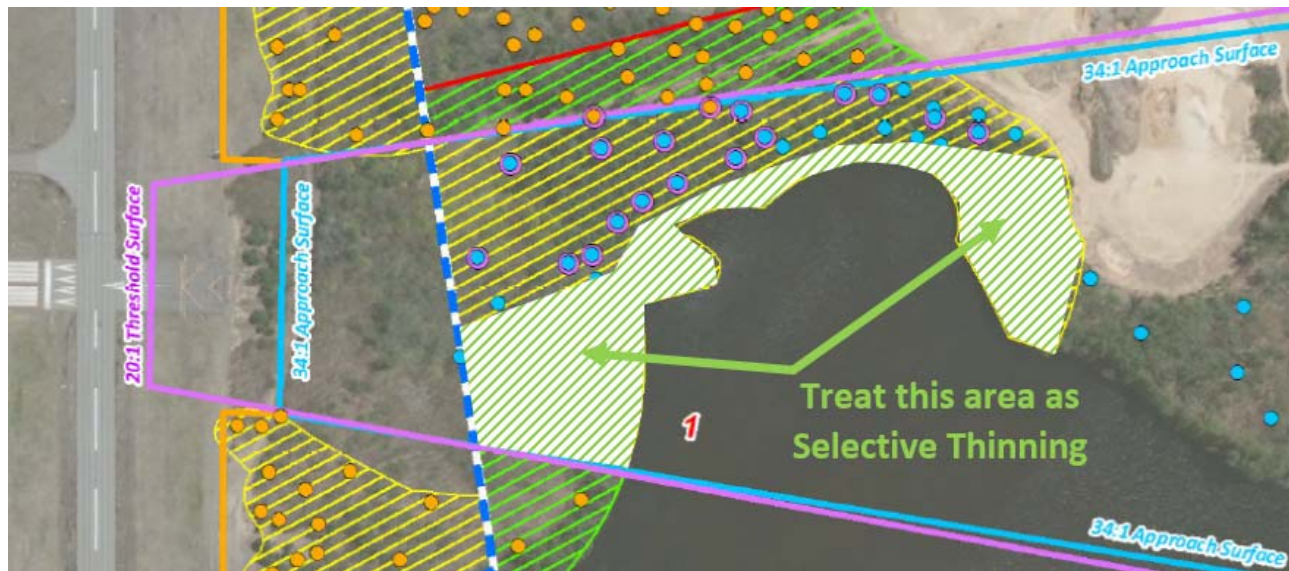 34:1 Approach Surface
20:1 Threshold Surface
34:1 Approach Surface
Treat this area as
Selective Thinning
1
34:1 Approach Surface